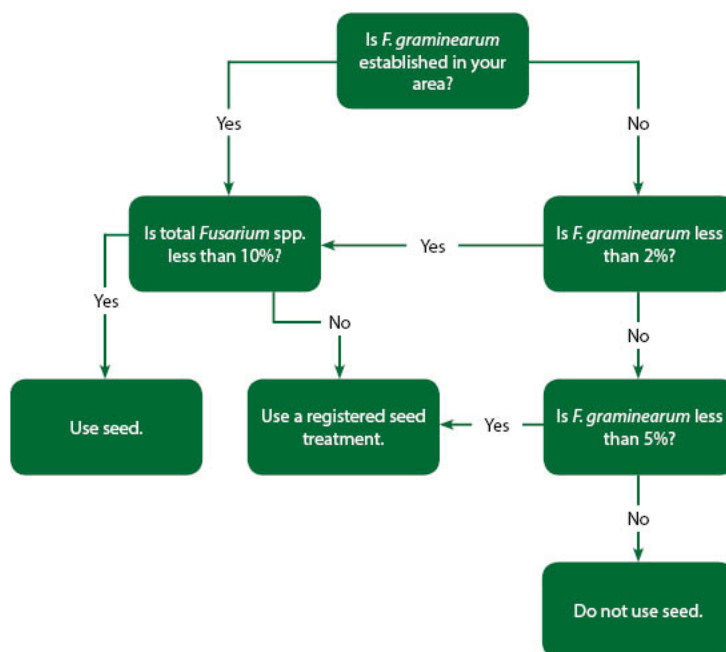 Is F. graminearum
established in your
area?
Yes
No
Is total Fusarium spp.
less than 10%?
Yes
Is F. graminearum less
than 2%?
Yes
No
No
Use seed.
Use a registered seed
treatment.
Yes
Is F. graminearum less
than 5%?
No
Do not use seed.